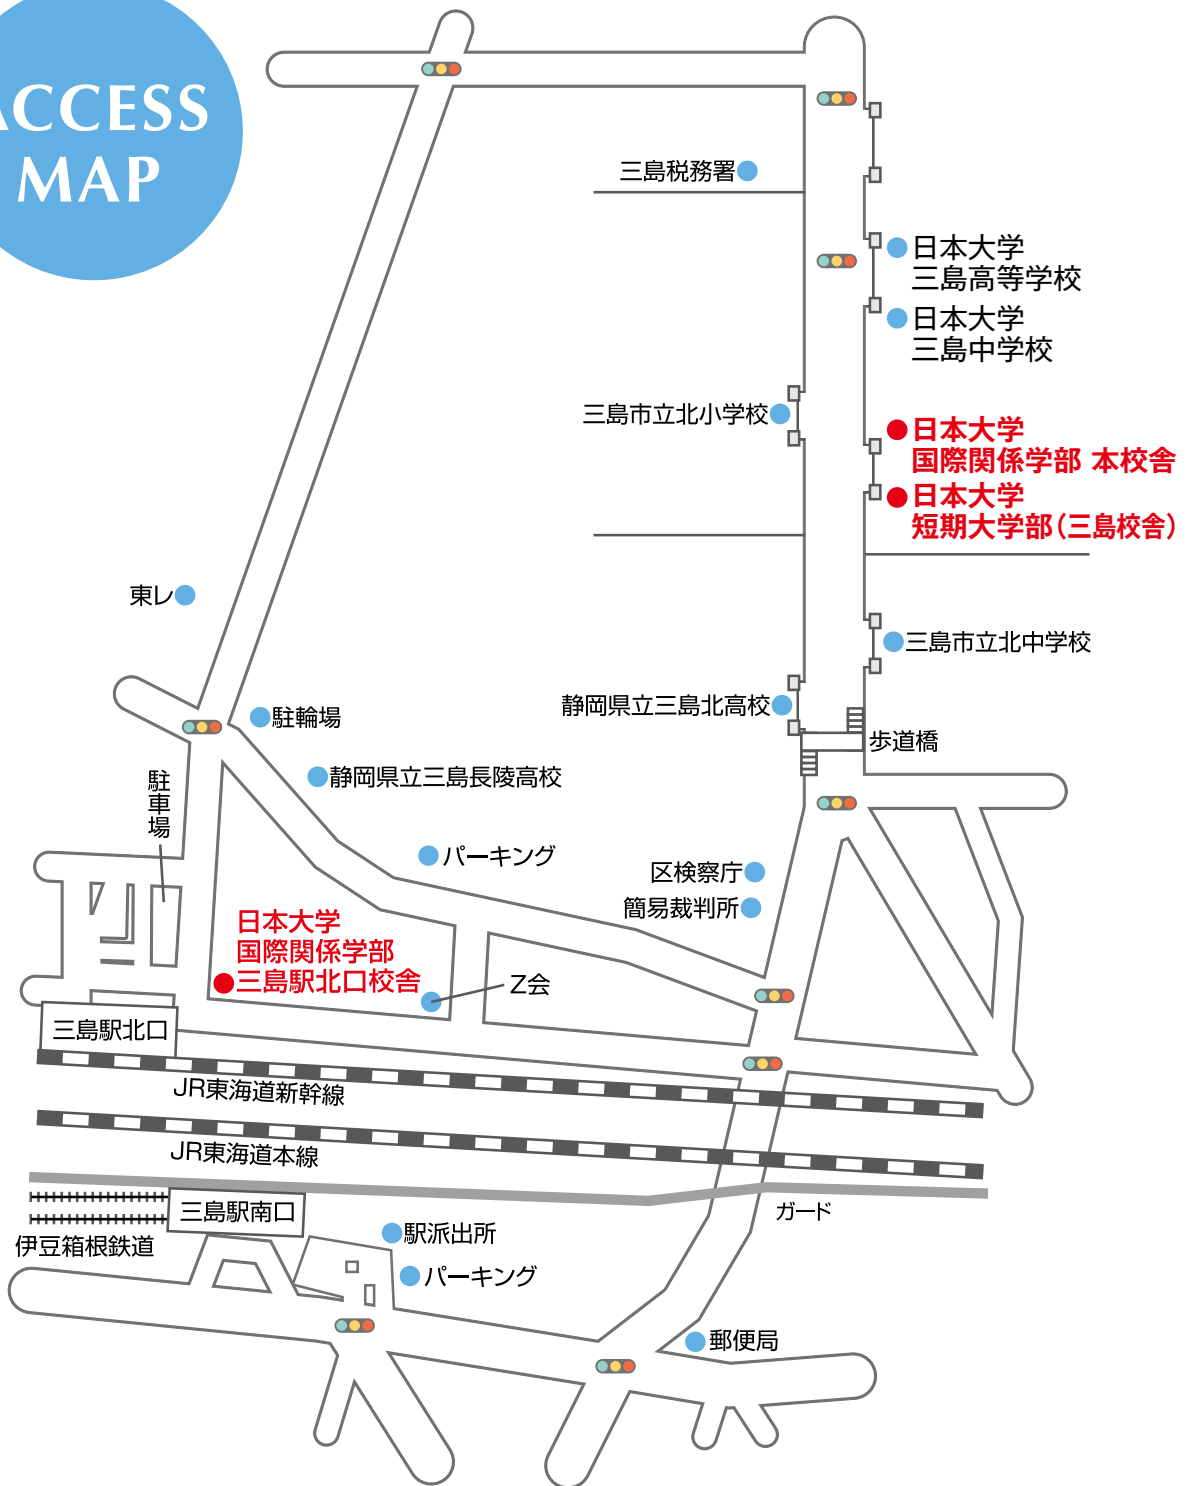 ACCESS
MAP
三島税務署
日本大学
三島高等学校
日本大学
三島中学校
三島市立北小学校
日本大学
国際関係学部 本校舎
日本大学
短期大学部（三島校舎）
東レ
三島市立北中学校
静岡県立三島北高校
駐輪場
歩道橋
静岡県立三島長陵高校
駐車場
パーキング
区検察庁
簡易裁判所
日本大学
国際関係学部
三島駅北口校舎
Z会
三島駅北口
JR東海道新幹線
JR東海道本線
三島駅南口
ガード
伊豆箱根鉄道
駅派出所
パーキング
郵便局